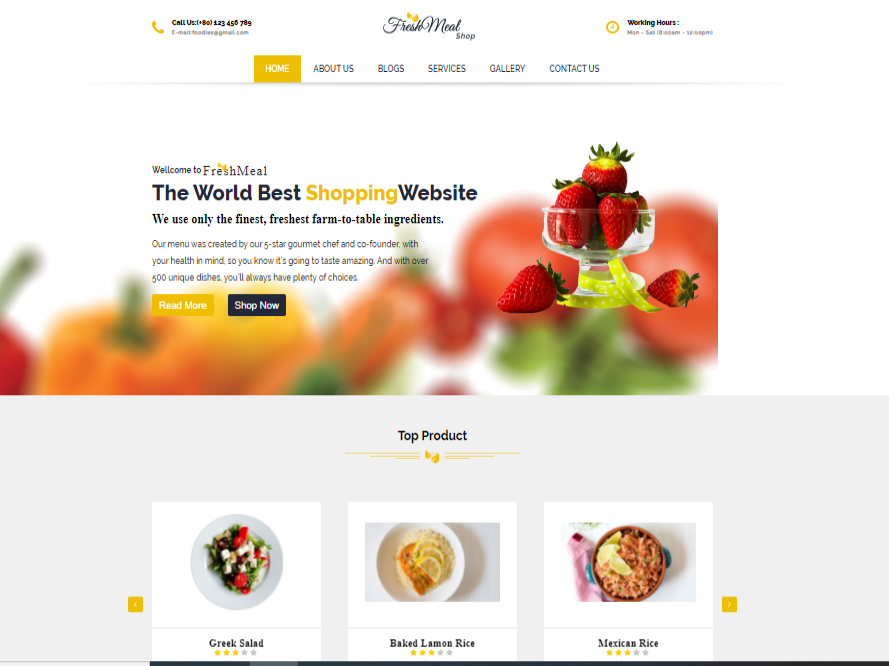 Call Us:(+80) 123 456 789
E-mail:foodies@gmail.com
FreshMeal
Shop
Working Hours :
Mon - Sat (8:00am - 12:00pm)
HOME ABOUT US BLOGS SERVICES GALLERY CONTACT US
Wellcome to FreshMeal
The World Best ShoppingWebsite
We use only the finest, freshest farm-to-table ingredients.
Our menu was created by our 5-star gourmet chef and co-founder, with
your health in mind, so you know it's going to taste amazing. And with over
500 unique dishes, you'll always have plenty of choices.
Read More Shop Now
Top Product
Greek Salad Baked Lamon Rice Mexican Rice